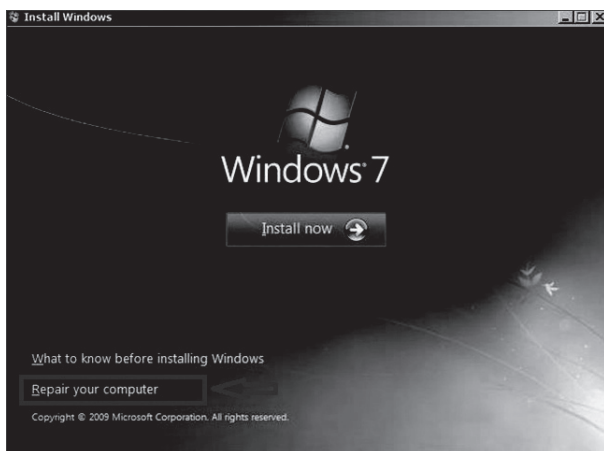 Install Windows
Windows 7
Install now
What to know before installing Windows
Repair your computer
Copyright © 2009 Microsoft Corporation. All rights reserved.